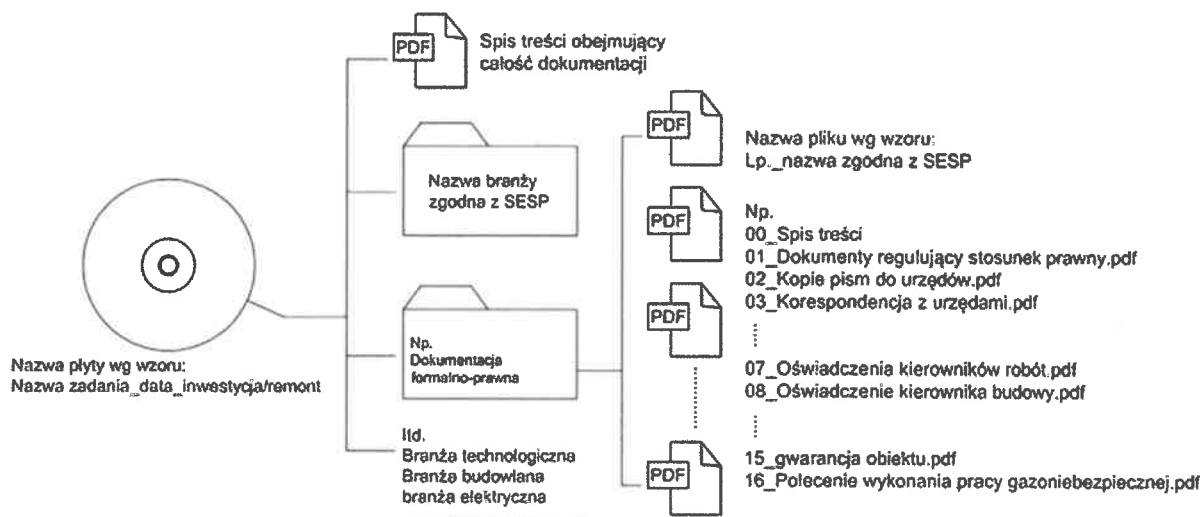 PDF
Spis treści obejmujący
całość dokumentacji
Nazwa branży
zgodna z SESP
Np.
Dokumentacja
formalno-prawna
Itd.
Branża technologiczna
Branża budowlana
branża elektryczna
Nazwa płyty wg wzoru:
Nazwa zadania_data_inwestycja/remont
PDF
Nazwa pliku wg wzoru:
Lp._nazwa zgodna z SESP
PDF
Np.
00_Spis treści
01_Dokumenty regulujący stosunek prawny.pdf
02_Kopie pism do urzędów.pdf
03_Korespondencja z urzędami.pdf
PDF
07_Oświadczenia kierowników robót.pdf
08_Oświadczenie kierownika budowy.pdf
PDF
15_gwarancja obiektu.pdf
16_Polecenie wykonania pracy gazoniebezpiecznej.pdf